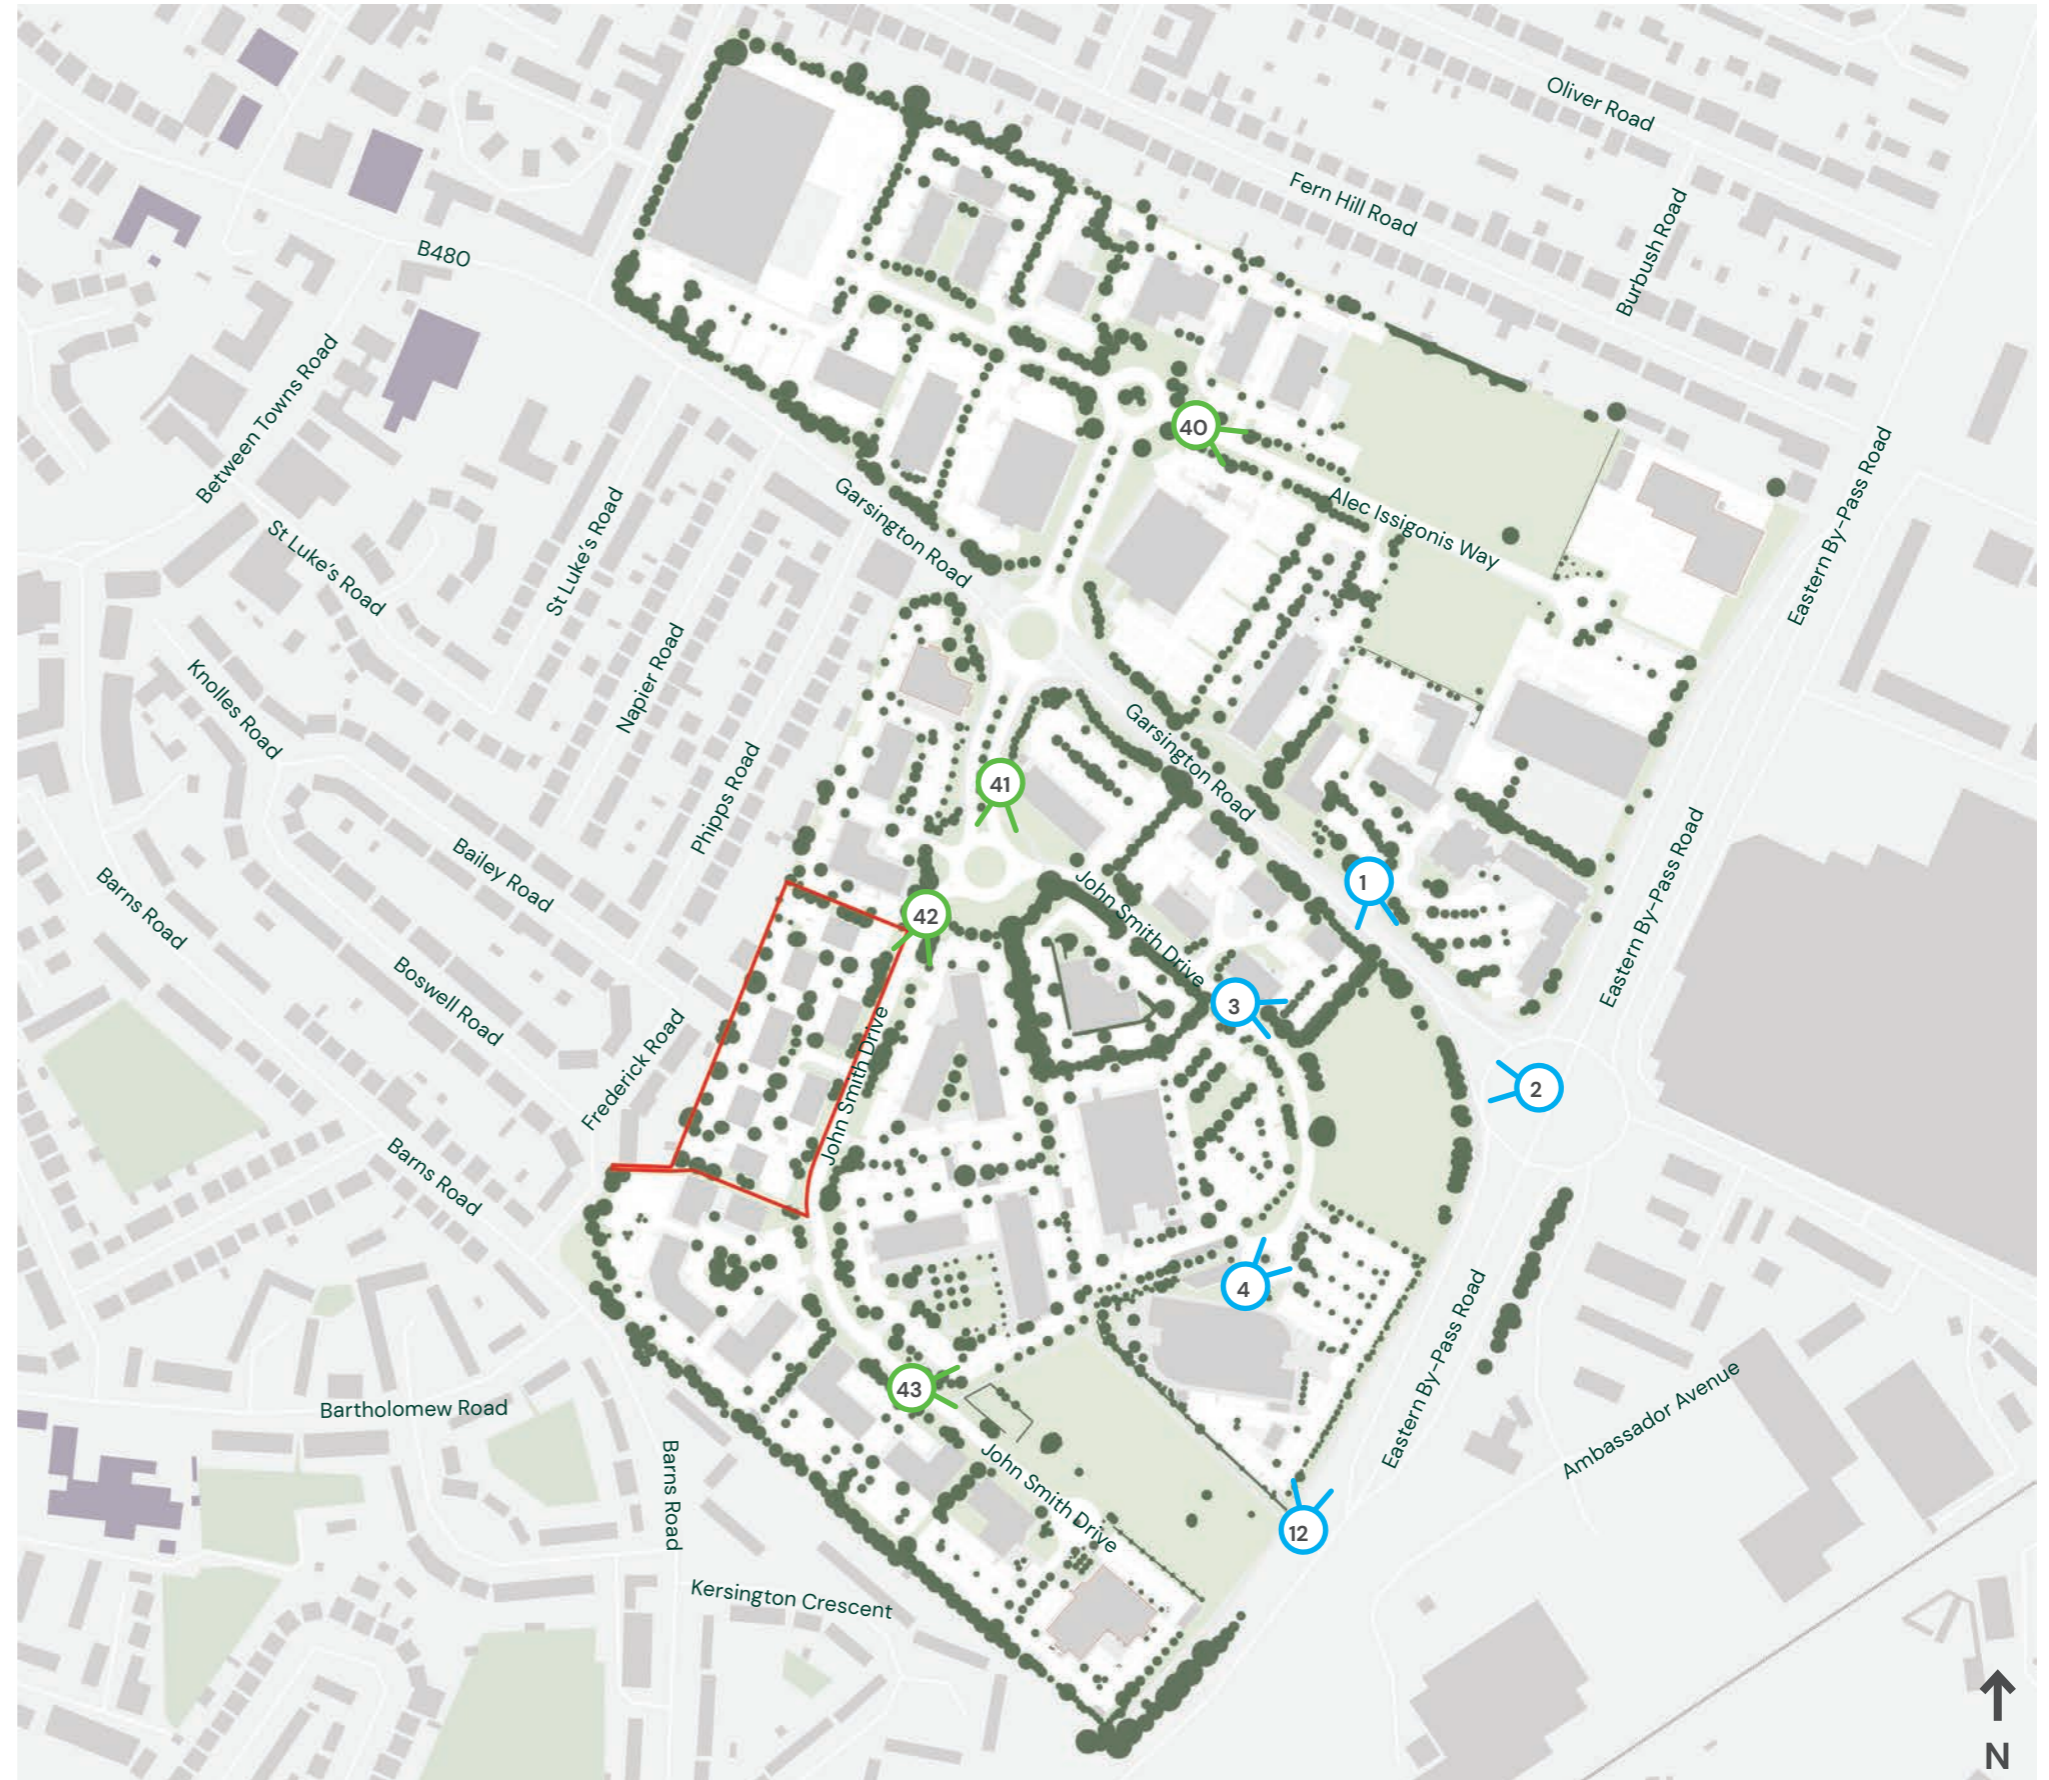 Oliver Road
Fern Hill Road
Burbush Road
B480
Between Towns Road
40
Eastern By-Pass Road
Alec Issigonis Way
Garsington Road
St Luke's Road
St Luke's Road
Napier Road
Knolles Road
Phipps Road
Garsington Road
41
Bailey Road
Barns Road
Eastern By-Pass Road
1
John Smith Drive
42
Boswell Road
3
Frederick Road
John Smith Drive
2
Barns Road
4
Eastern By-Pass Road
43
Bartholomew Road
Ambassador Avenue
Barns Road
John Smith Drive
12
Kersington Crescent
N